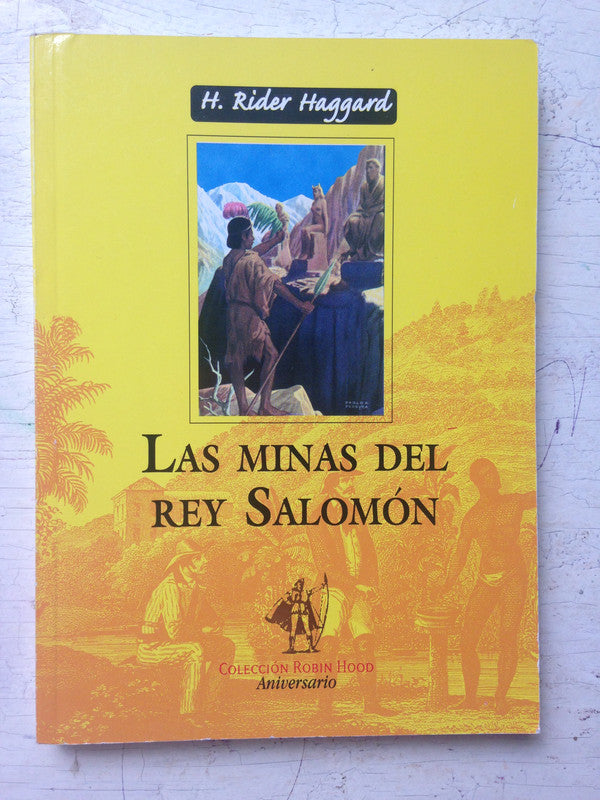 H. Rider Haggard
LAS MINAS DEL
REY SALOMÓN
COLECCIÓN ROBIN HOOD
Aniversario